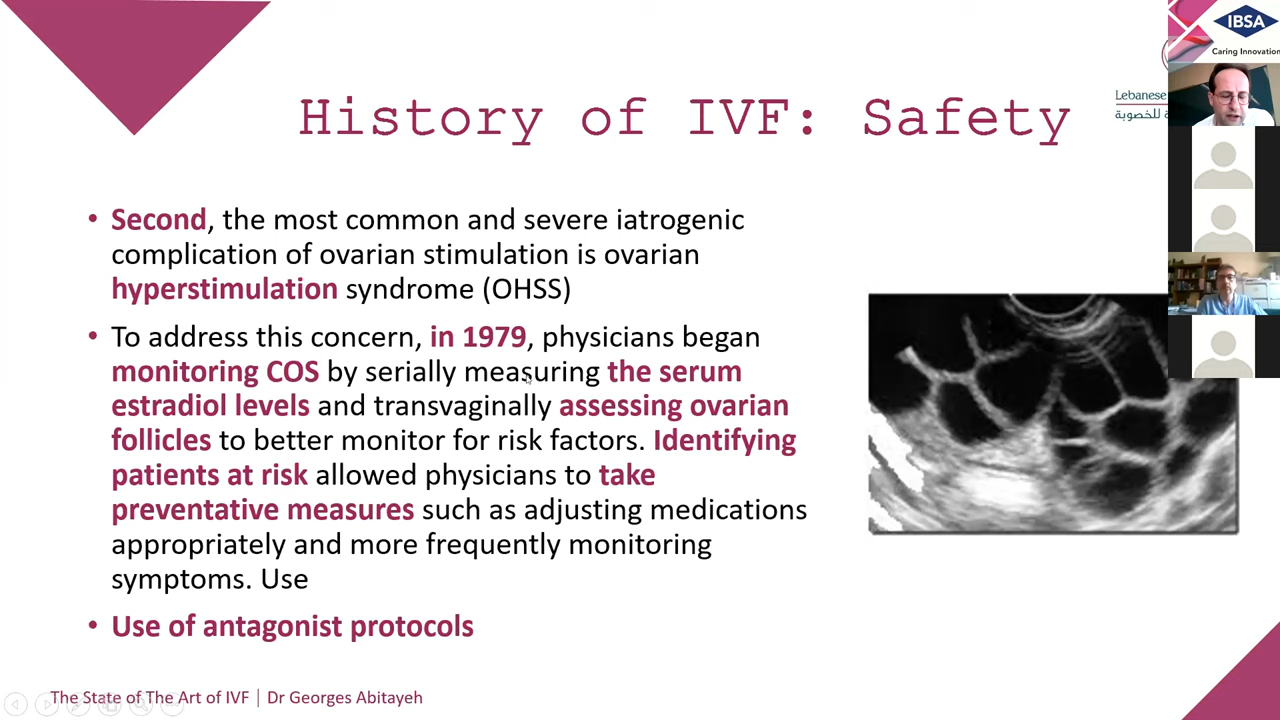 IBSA
Caring Innovation
Lebanese
ة للخصوبة
History of IVF: Safety
• Second, the most common and severe iatrogenic
complication of ovarian stimulation is ovarian
hyperstimulation syndrome (OHSS)
• To address this concern, in 1979, physicians began
monitoring COS by serially measuring the serum
estradiol levels and transvaginally assessing ovarian
follicles to better monitor for risk factors. Identifying
patients at risk allowed physicians to take
preventative measures such as adjusting medications
appropriately and more frequently monitoring
symptoms. Use
• Use of antagonist protocols
The State of The Art of IVF | Dr Georges Abitayeh